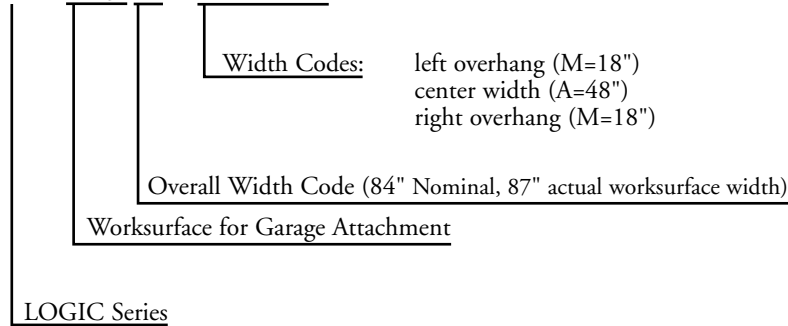 Width Codes: left overhang (M=18")
center width (A=48")
right overhang (M=18")
Overall Width Code (84" Nominal, 87" actual worksurface width)
Worksurface for Garage Attachment
LOGIC Series